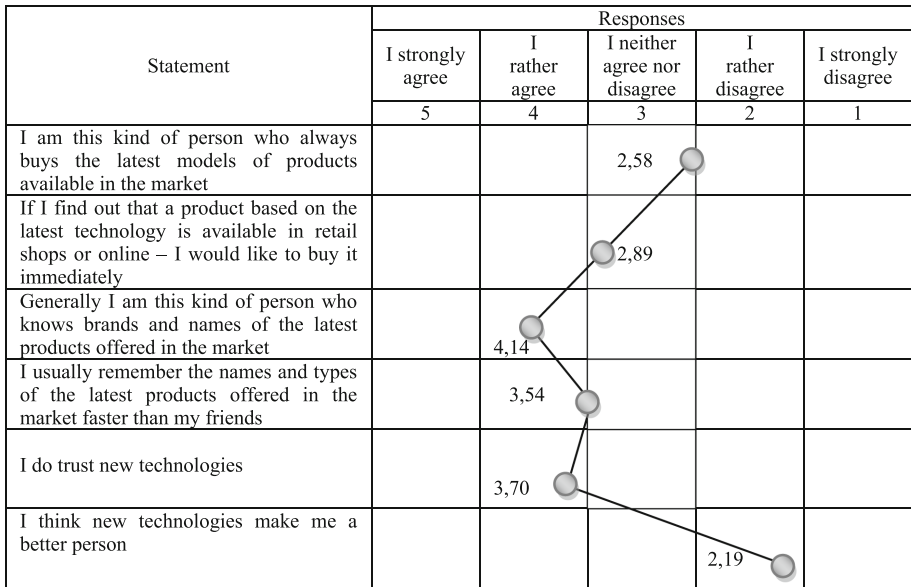 Responses
Statement
I strongly
agree
I
rather
agree
I neither
agree nor
disagree
I
rather
disagree
I strongly
disagree
5 4 3 2 1
I am this kind of person who always
buys the latest models of products
available in the market
2,58
If I find out that a product based on the
latest technology is available in retail
shops or online – I would like to buy it
immediately
2,89
Generally I am this kind of person who
knows brands and names of the latest
products offered in the market
4,14
I usually remember the names and types
of the latest products offered in the
market faster than my friends
3,54
I do trust new technologies
3,70
I think new technologies make me a
better person
2,19